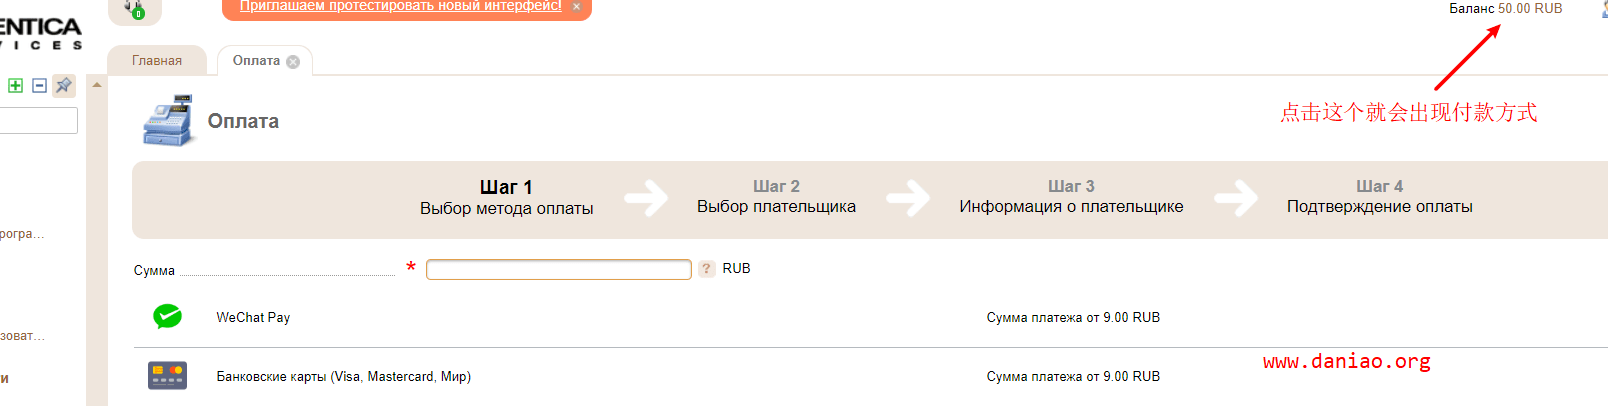 Приглашаем протестировать новый интерфейс!
Баланс 50.00 RUB
0
ENTICA
VICES
Главная
Оплата
点击这个就会出现付款方式
Оплата
Шаг 1
Выбор метода оплаты
Шаг 2
Выбор плательщика
Шаг 3
Информация о плательщике
Шаг 4
Подтверждение оплаты
рогра...
Сумма * ? RUB
WeChat Pay
Сумма платежа от 9.00 RUB
зоват...
www.daniao.org
и
Банковские карты (Visa, Mastercard, Мир)
Сумма платежа от 9.00 RUB